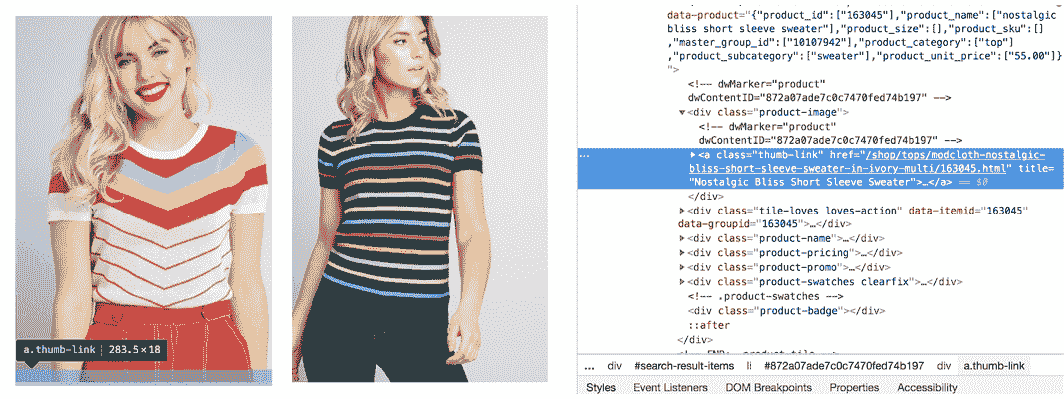 data-product="{"product_id":["163045"],"product_name":["nostalgic
bliss short sleeve sweater"],"product_size":[],"product_sku":[]
,"master_group_id":["10107942"],"product_category":["top"]
,"product_subcategory":["sweater"],"product_unit_price":["55.00"]}
">
<!-- dwMarker="product"
dwContentID="872a07ade7c0c7470fed74b197" -->
▼<div class="product-image">
<!-- dwMarker="product"
dwContentID="872a07ade7c0c7470fed74b197" -->
… ▶<a class="thumb-link" href="/shop/tops/modcloth-nostalgic-
bliss-short-sleeve-sweater-in-ivory-multi/163045.html" title=
"Nostalgic Bliss Short Sleeve Sweater">…</a> == $0
</div>
▶<div class="tile-loves loves-action" data-itemid="163045"
data-groupid="163045">…</div>
▶<div class="product-name">…</div>
▶<div class="product-pricing">…</div>
▶<div class="product-promo">…</div>
▶<div class="product-swatches clearfix">…</div>
<!-- .product-swatches -->
<div class="product-badge"></div>
::after
</div>
a.thumb-link | 283.5×18
… div #search-result-items li #872a07ade7c0c7470fed74b197 div a.thumb-link
Styles Event Listeners DOM Breakpoints Properties Accessibility